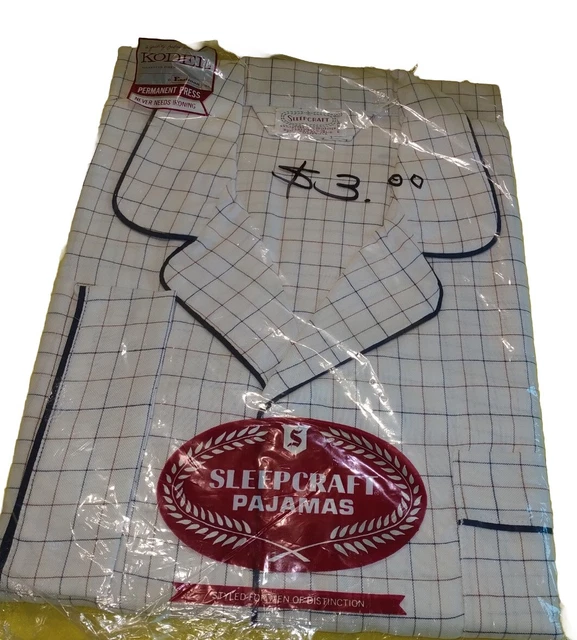 KODEL
PERMANENT PRESS
NEVER NEEDS IRONING
SLEEPCRAFT
$3.00
S
SLEEPCRAFT
PAJAMAS
STYLED FOR MEN OF DISTINCTION